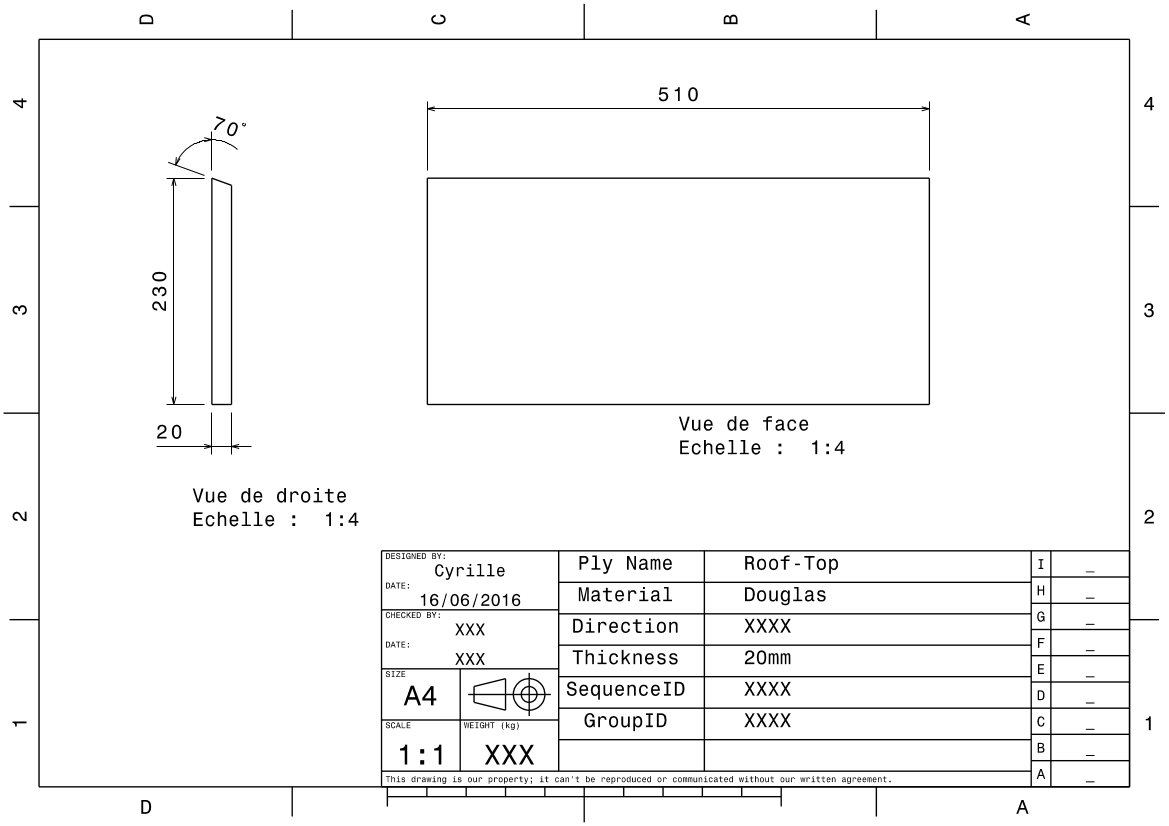 D C B A
4 4
510
70°
230
3 3
20
Vue de face
Echelle : 1:4
Vue de droite
Echelle : 1:4
2 2
DESIGNED BY:
Cyrille
DATE:
16/06/2016
CHECKED BY:
XXX
DATE:
XXX
SIZE
A4
SCALE
1:1
WEIGHT (kg)
XXX
Ply Name Roof-Top
Material Douglas
Direction XXXX
Thickness 20mm
SequenceID XXXX
GroupID XXXX
I _
H _
G _
F _
E _
D _
C _
B _
A _
This drawing is our property; it can't be reproduced or communicated without our written agreement.
1 1
D B A